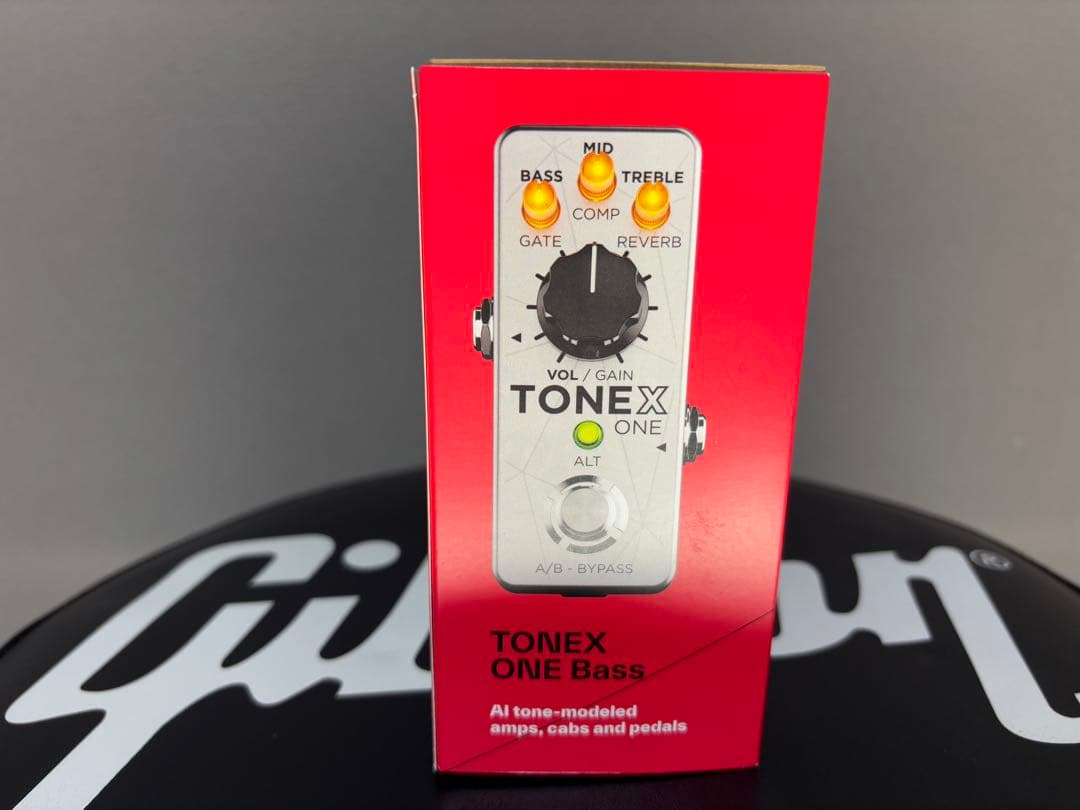 MID
BASS
TREBLE
COMP
GATE
REVERB
VOL / GAIN
TONEX
ONE
ALT
A/B - BYPASS
TONEX
ONE Bass
AI tone-modeled
amps, cabs and pedals
Gibson ®